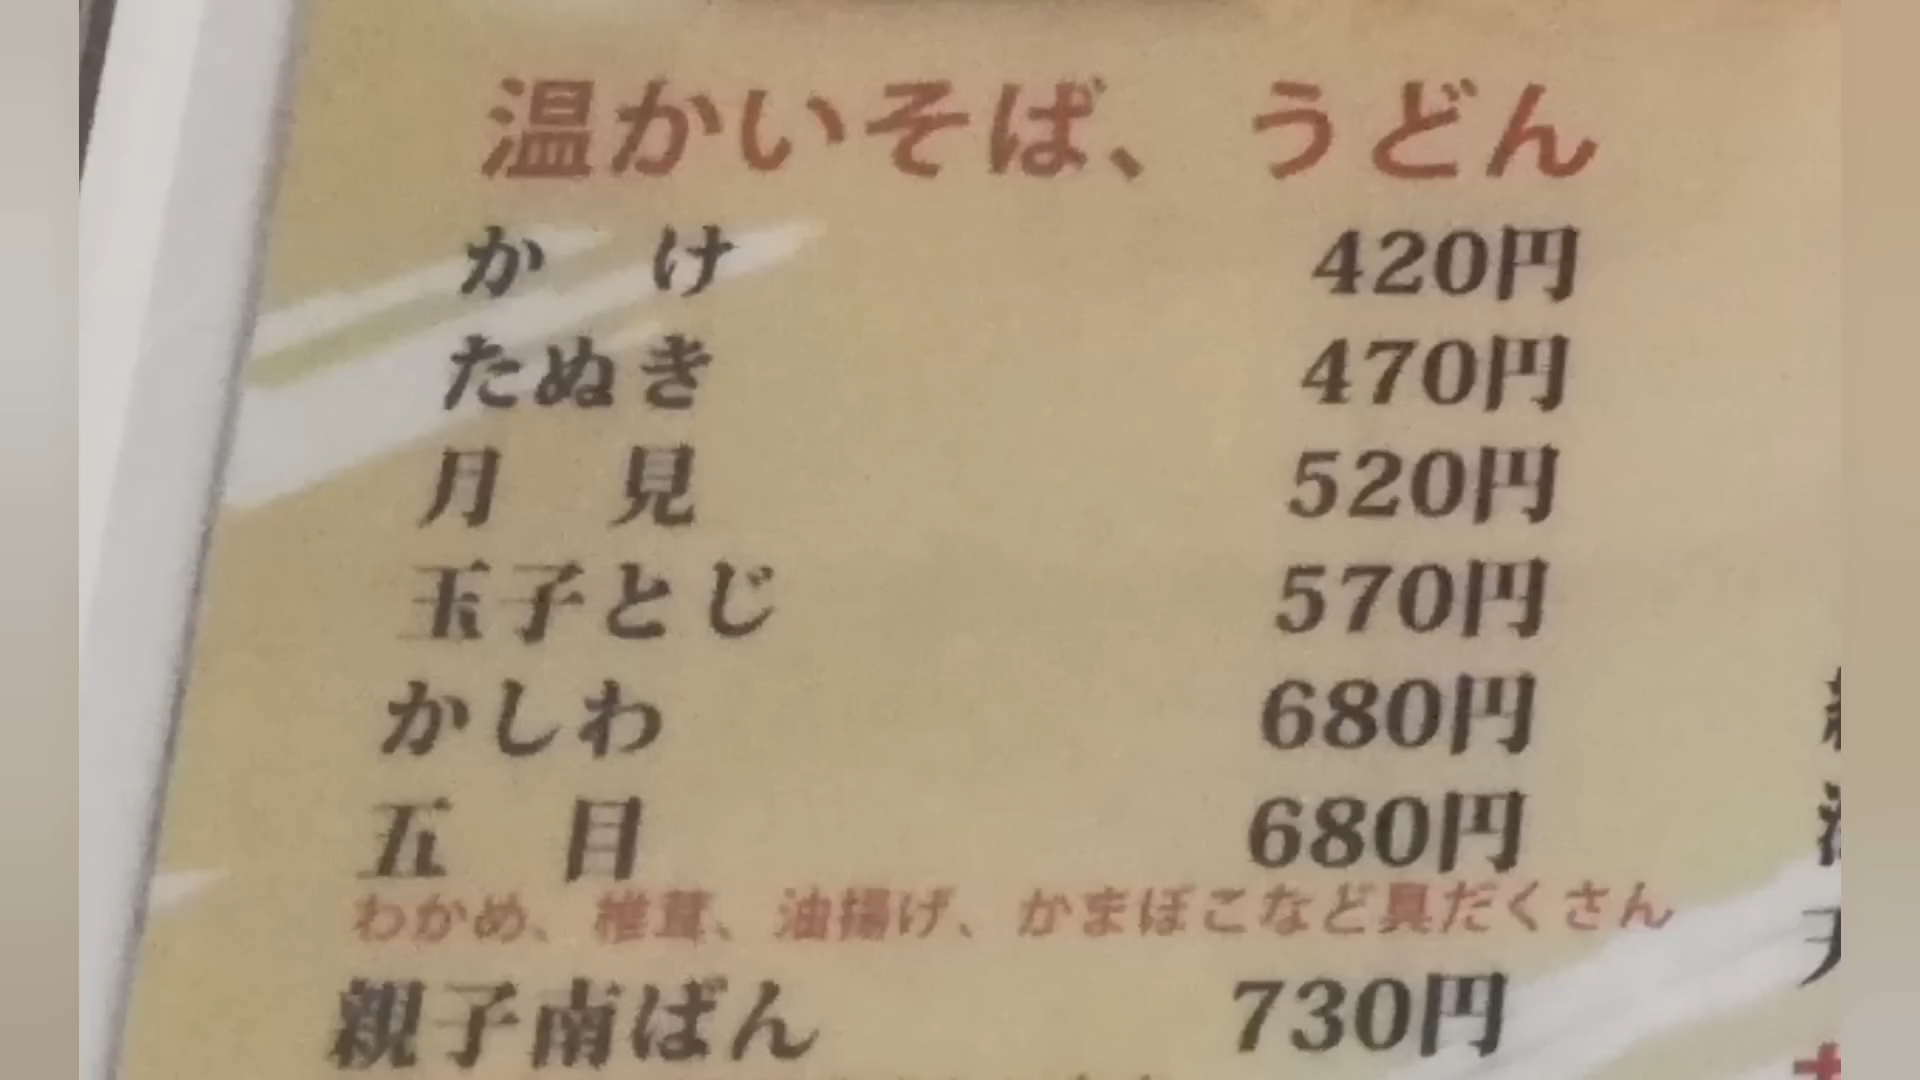 温かいそば、うどん
かけ 420円
たぬき 470円
月見 520円
玉子とじ 570円
かしわ 680円
五目 680円
わかめ、椎茸、油揚げ、かまぼこなど具だくさん
親子南ばん 730円